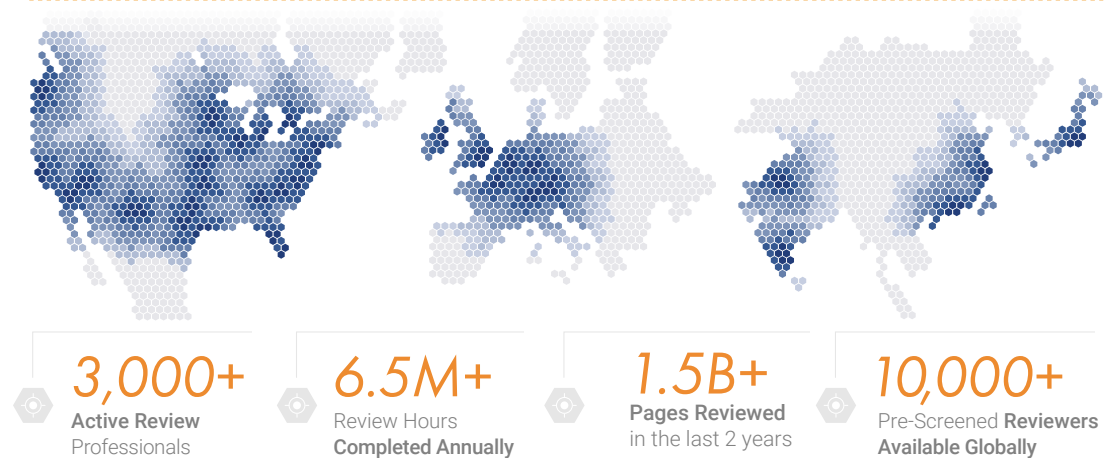 3,000+
Active Review
Professionals
6.5M+
Review Hours
Completed Annually
1.5B+
Pages Reviewed
in the last 2 years
10,000+
Pre-Screened Reviewers
Available Globally